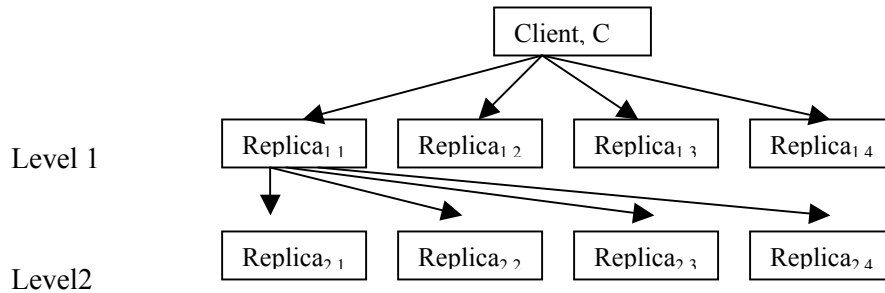 Client, C
Level 1
Replica1.1
Replica1.2
Replica1.3
Replica1.4
Level2
Replica2.1
Replica2.2
Replica2.3
Replica2.4